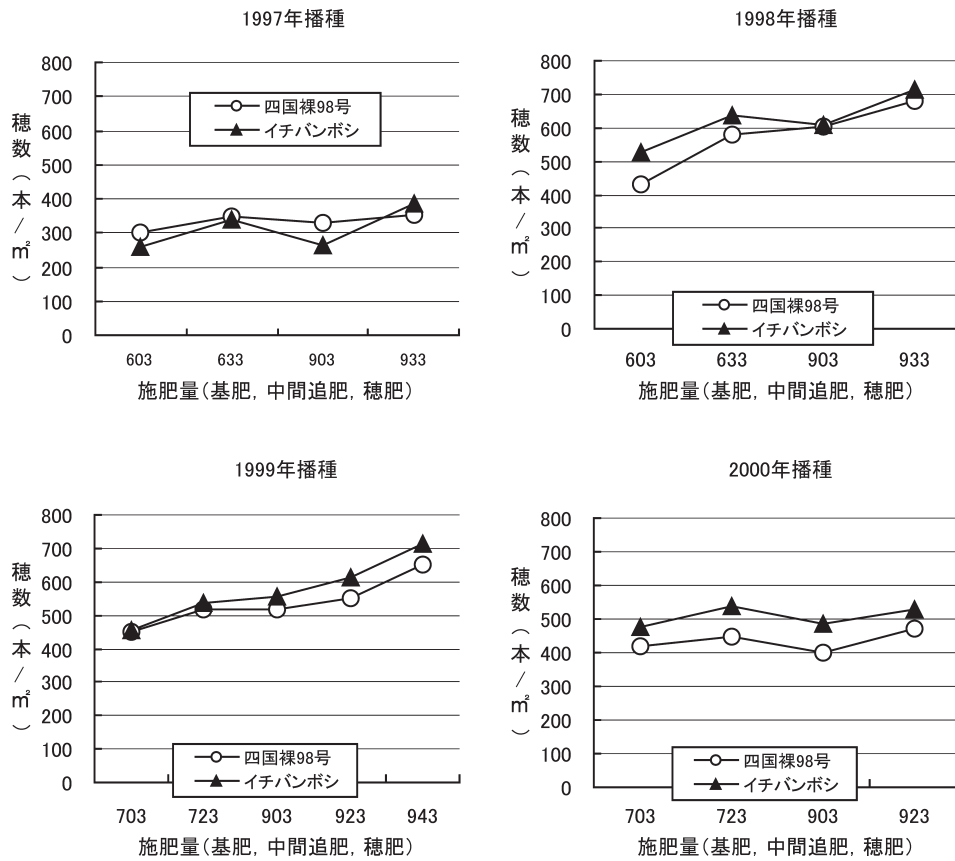 1997年播種
800
700
600
500
400
300
200
100
0
穂数(本/㎡)
四国裸98号
イチバンボシ
603 633 903 933
施肥量(基肥, 中間追肥, 穂肥)
1998年播種
800
700
600
500
400
300
200
100
0
穂数(本/㎡)
四国裸98号
イチバンボシ
603 633 903 933
施肥量(基肥, 中間追肥, 穂肥)
1999年播種
800
700
600
500
400
300
200
100
0
穂数(本/㎡)
四国裸98号
イチバンボシ
703 723 903 923 943
施肥量(基肥, 中間追肥, 穂肥)
2000年播種
800
700
600
500
400
300
200
100
0
穂数(本/㎡)
四国裸98号
イチバンボシ
703 723 903 923
施肥量(基肥, 中間追肥, 穂肥)